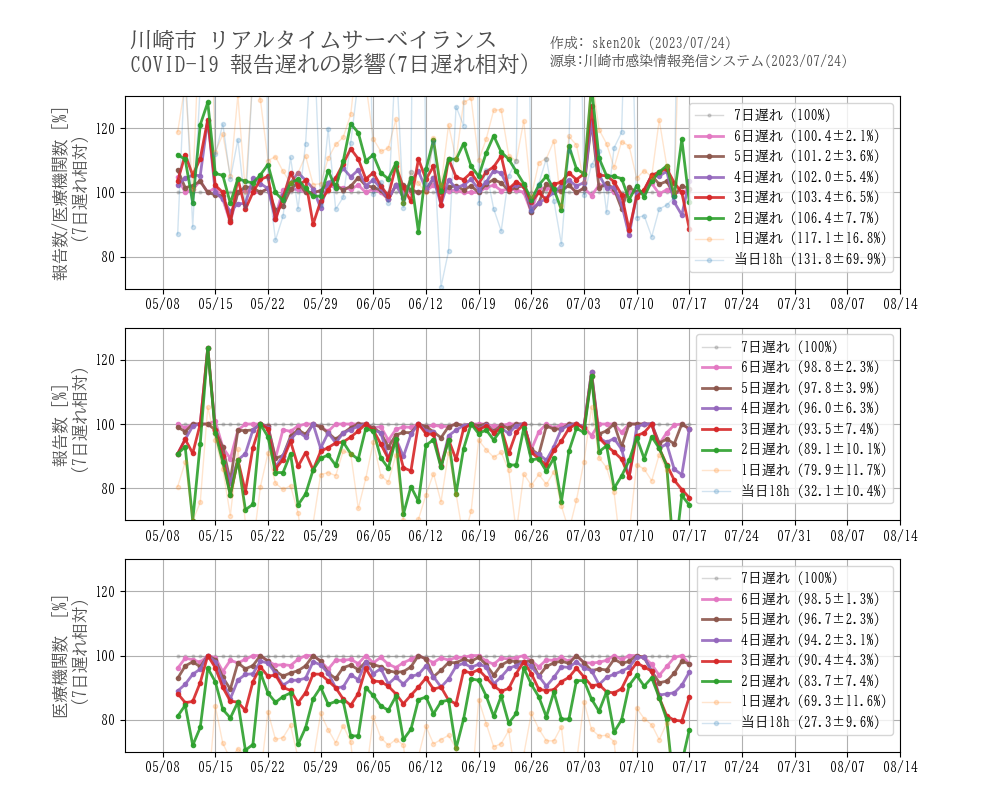 川崎市 リアルタイムサーベイランス
COVID-19 報告遅れの影響(7日遅れ相対)
作成: sken20k (2023/07/24)
源泉:川崎市感染情報発信システム(2023/07/24)
報告数/医療機関数 [%]
(7日遅れ相対)
120
100
80
7日遅れ (100%)
6日遅れ (100.4±2.1%)
5日遅れ (101.2±3.6%)
4日遅れ (102.0±5.4%)
3日遅れ (103.4±6.5%)
2日遅れ (106.4±7.7%)
1日遅れ (117.1±16.8%)
当日18h (131.8±69.9%)
05/08 05/15 05/22 05/29 06/05 06/12 06/19 06/26 07/03 07/10 07/17 07/24 07/31 08/07 08/14
報告数 [%]
(7日遅れ相対)
120
100
80
7日遅れ (100%)
6日遅れ (98.8±2.3%)
5日遅れ (97.8±3.9%)
4日遅れ (96.0±6.3%)
3日遅れ (93.5±7.4%)
2日遅れ (89.1±10.1%)
1日遅れ (79.9±11.7%)
当日18h (32.1±10.4%)
05/08 05/15 05/22 05/29 06/05 06/12 06/19 06/26 07/03 07/10 07/17 07/24 07/31 08/07 08/14
医療機関数 [%]
(7日遅れ相対)
120
100
80
7日遅れ (100%)
6日遅れ (98.5±1.3%)
5日遅れ (96.7±2.3%)
4日遅れ (94.2±3.1%)
3日遅れ (90.4±4.3%)
2日遅れ (83.7±7.4%)
1日遅れ (69.3±11.6%)
当日18h (27.3±9.6%)
05/08 05/15 05/22 05/29 06/05 06/12 06/19 06/26 07/03 07/10 07/17 07/24 07/31 08/07 08/14